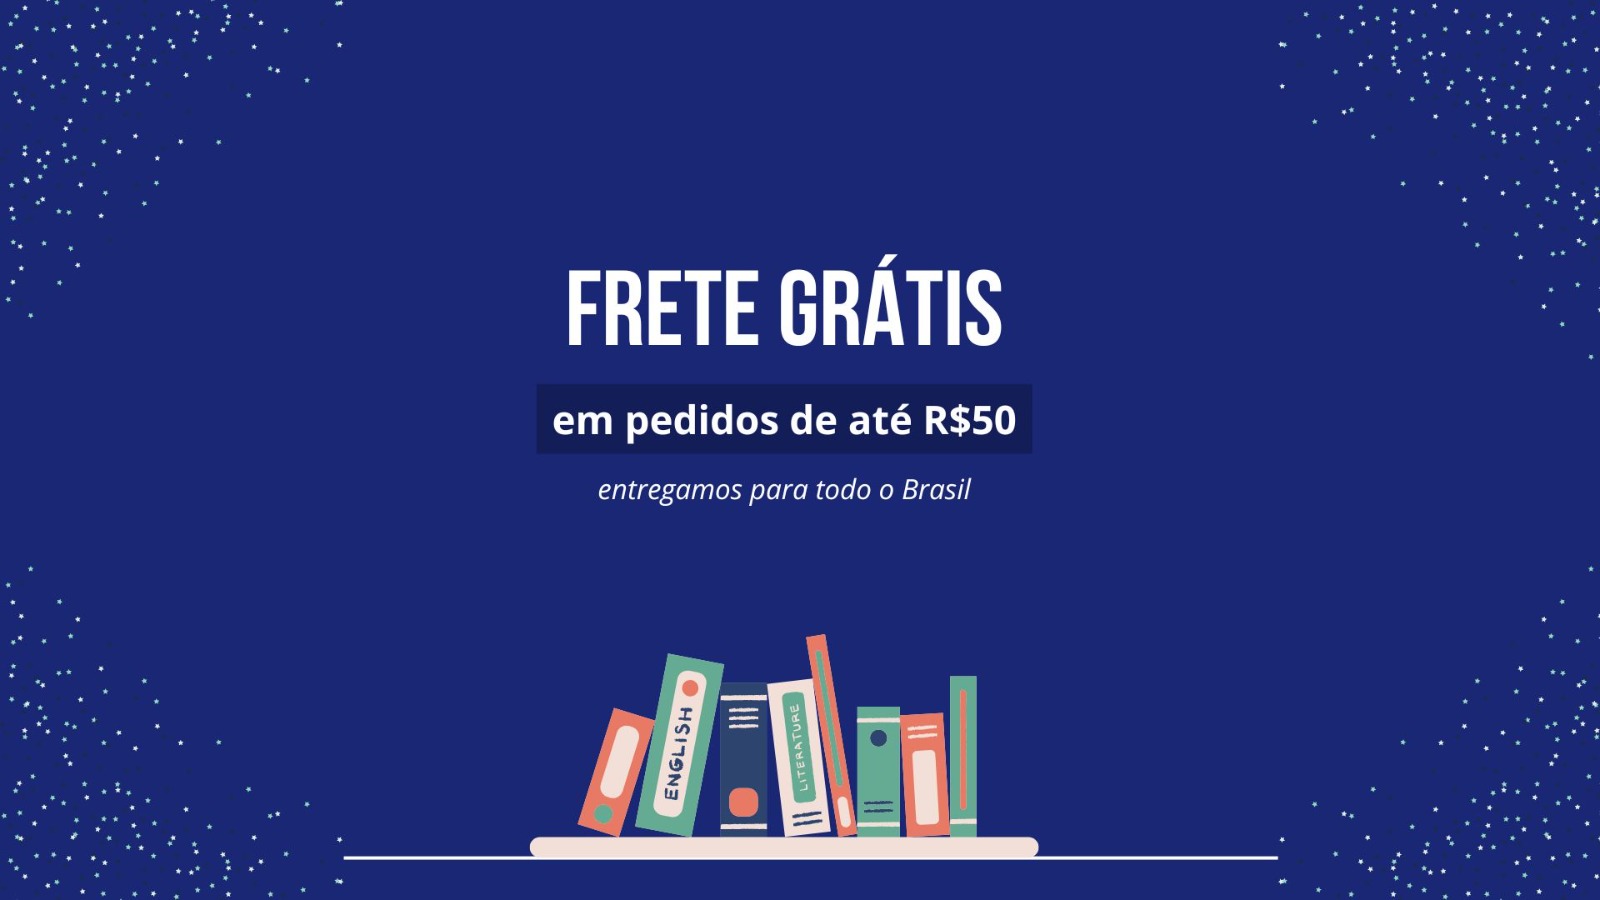 FRETE GRÁTIS
em pedidos de até R$50
entregamos para todo o Brasil
ENGLISH
LITERATURE